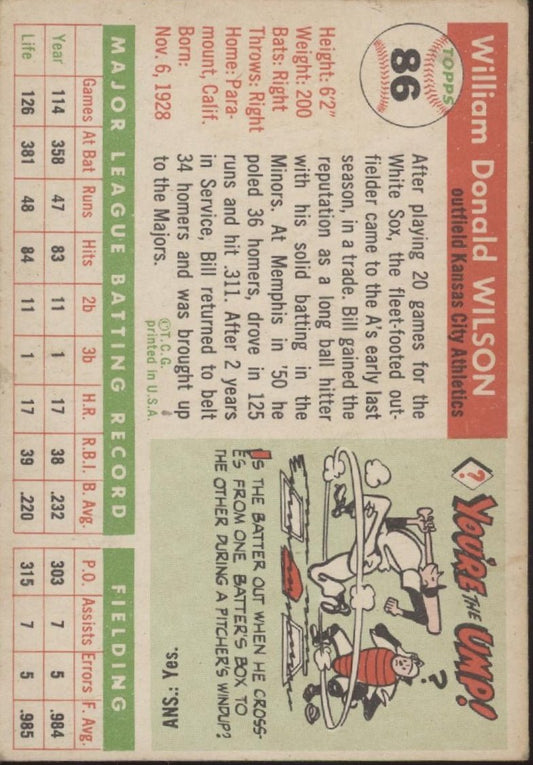 TOPPS
86
William Donald WILSON
outfield Kansas City Athletics
Height: 6'2"
Weight: 200
Bats: Right
Throws: Right
Home: Para-
mount, Calif.
Born:
Nov. 6, 1928
After playing 20 games for the
White Sox, the fleet-footed out-
fielder came to the A's early last
season, in a trade. Bill gained the
reputation as a long ball hitter
with his solid batting in the
Minors. At Memphis in '50 he
poled 36 homers, drove in 125
runs and hit .311. After 2 years
in Service, Bill returned to belt
34 homers and was brought up
to the Majors.
©T.C.G.
printed in U.S.A.
?
YOU'RE THE UMP!
?
IS THE BATTER OUT WHEN HE CROSS-
ES FROM ONE BATTER'S BOX TO
THE OTHER DURING A PITCHER'S WINDUP?
ANS.: Yes.
MAJOR LEAGUE BATTING RECORD FIELDING
Games At Bat Runs Hits 2b 3b H.R. R.B.I. B. Avg. P.O. Assists Errors F. Avg.
Year 114 358 47 83 11 1 17 38 .232 303 7 5 .984
Life 126 381 48 84 11 1 17 39 .220 315 7 5 .985